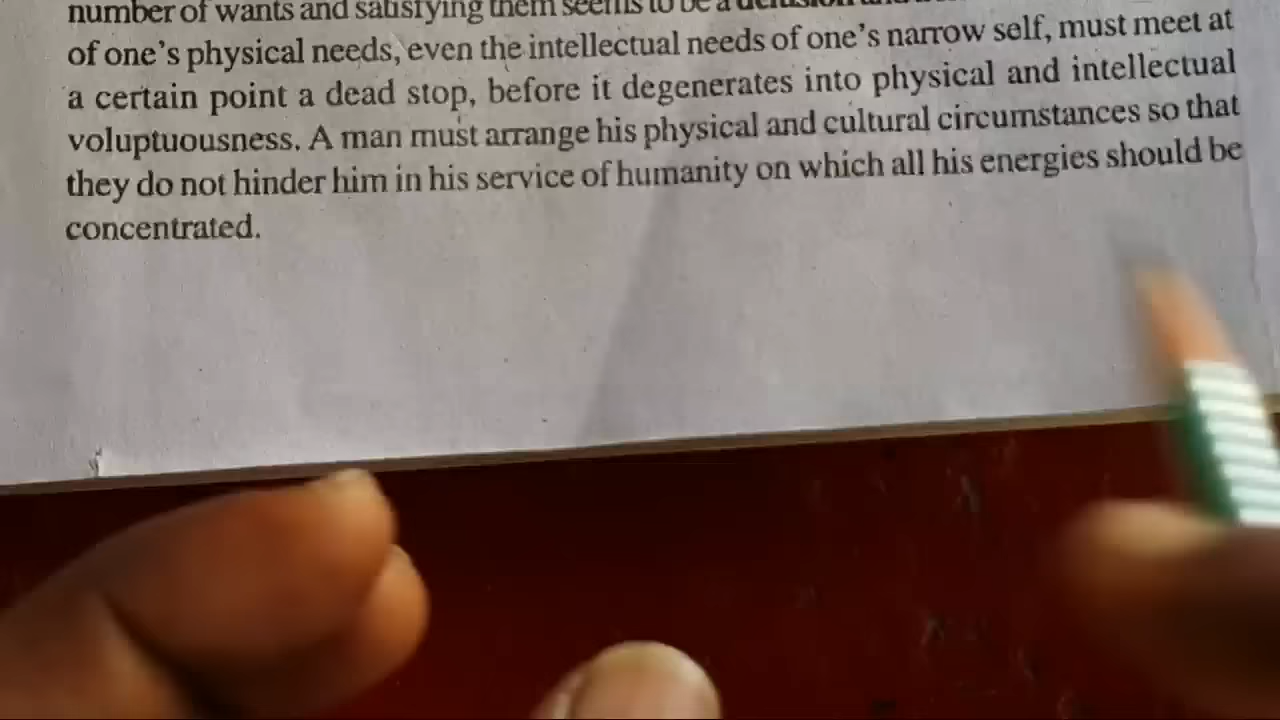 number of wants and satisfying them seems to be a delusion and
of one's physical needs, even the intellectual needs of one's narrow self, must meet at
a certain point a dead stop, before it degenerates into physical and intellectual
voluptuousness. A man must arrange his physical and cultural circumstances so that
they do not hinder him in his service of humanity on which all his energies should be
concentrated.